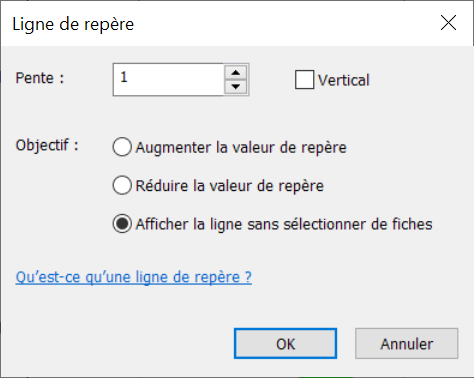 Ligne de repère
Pente :
1
Vertical
Objectif :
Augmenter la valeur de repère
Réduire la valeur de repère
Afficher la ligne sans sélectionner de fiches
Qu'est-ce qu'une ligne de repère ?
OK
Annuler